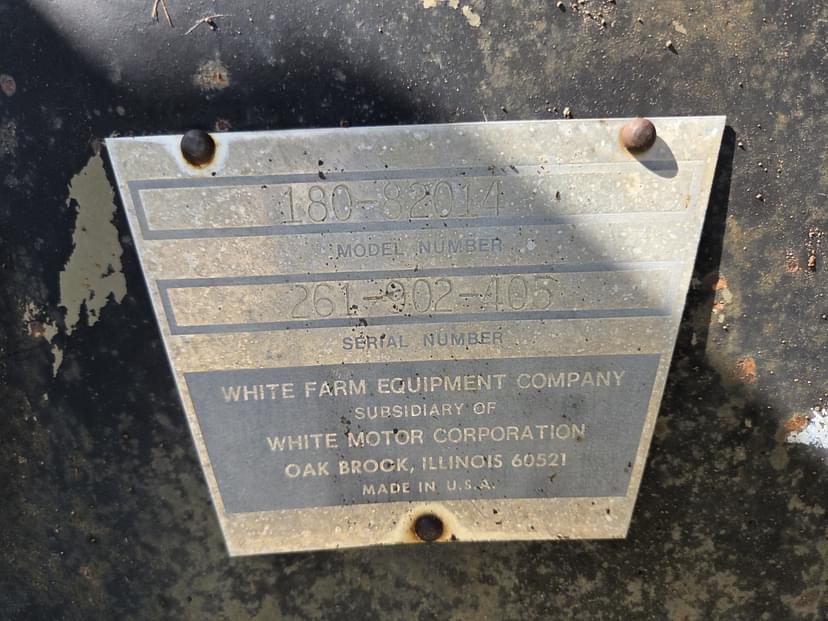 180-82014
MODEL NUMBER
261-902-405
SERIAL NUMBER
WHITE FARM EQUIPMENT COMPANY
SUBSIDIARY OF
WHITE MOTOR CORPORATION
OAK BROOK, ILLINOIS 60521
MADE IN U.S.A.